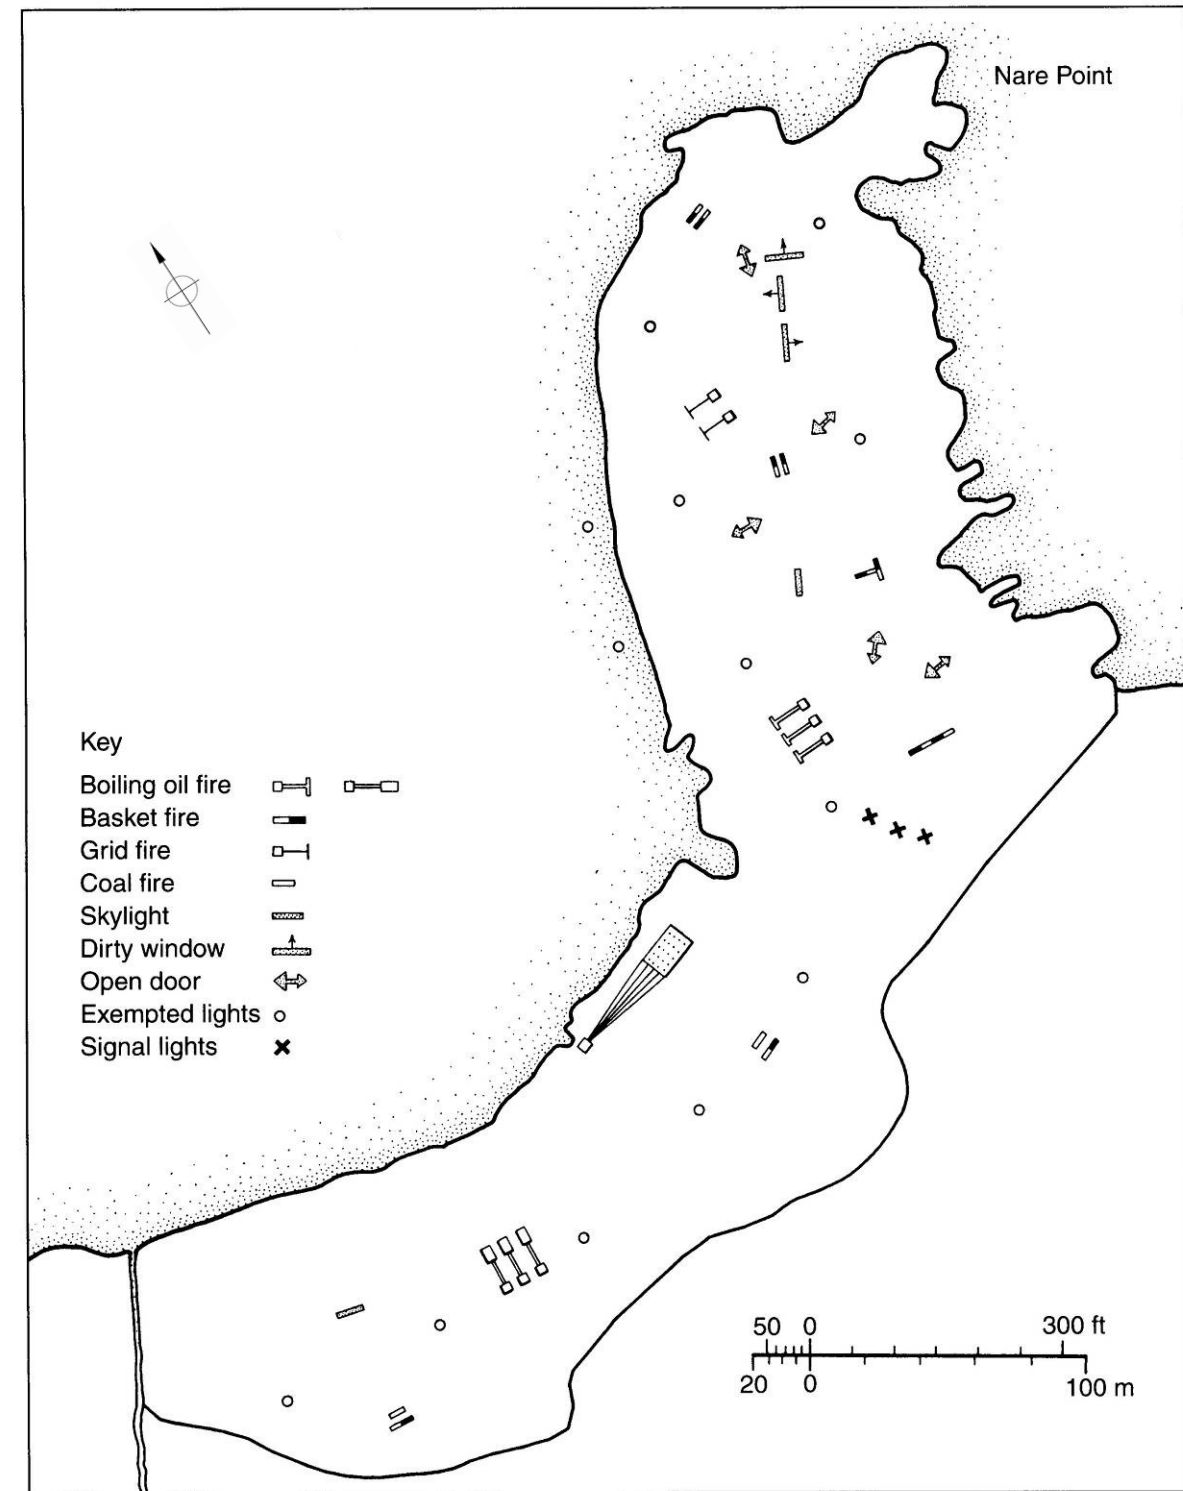 Nare Point
Key
Boiling oil fire
Basket fire
Grid fire
Coal fire
Skylight
Dirty window
Open door
Exempted lights
Signal lights
50 0 300 ft
20 0 100 m